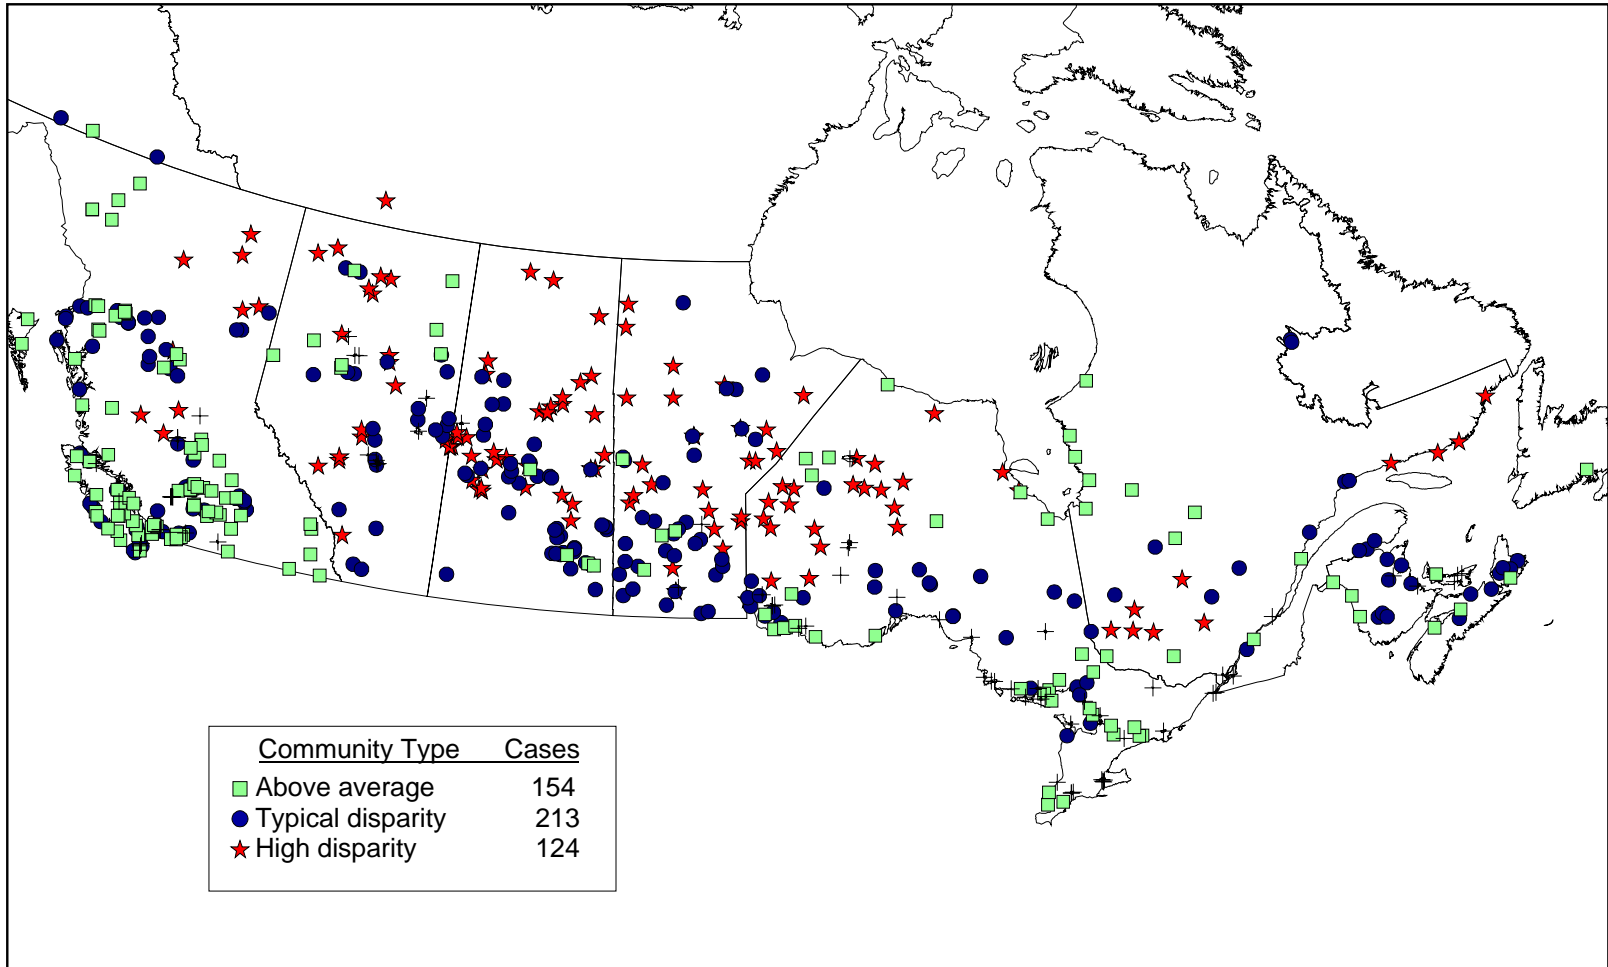 Community Type Cases
Above average 154
Typical disparity 213
High disparity 124